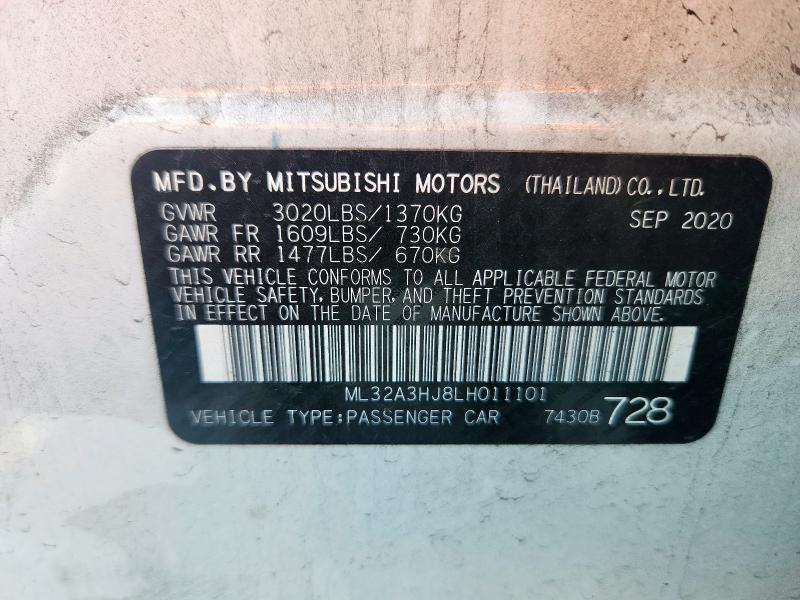 MFD.BY MITSUBISHI MOTORS (THAILAND) CO., LTD.
GVWR 3020LBS/1370KG SEP 2020
GAWR FR 1609LBS/ 730KG
GAWR RR 1477LBS/ 670KG
THIS VEHICLE CONFORMS TO ALL APPLICABLE FEDERAL MOTOR
VEHICLE SAFETY, BUMPER, AND THEFT PREVENTION STANDARDS
IN EFFECT ON THE DATE OF MANUFACTURE SHOWN ABOVE.
ML32A3HJ8LH011101
VEHICLE TYPE:PASSENGER CAR 7430B 728